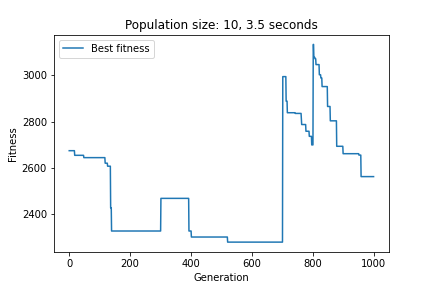 Population size: 10, 3.5 seconds
Best fitness
Fitness
3000
2800
2600
2400
0 200 400 600 800 1000
Generation